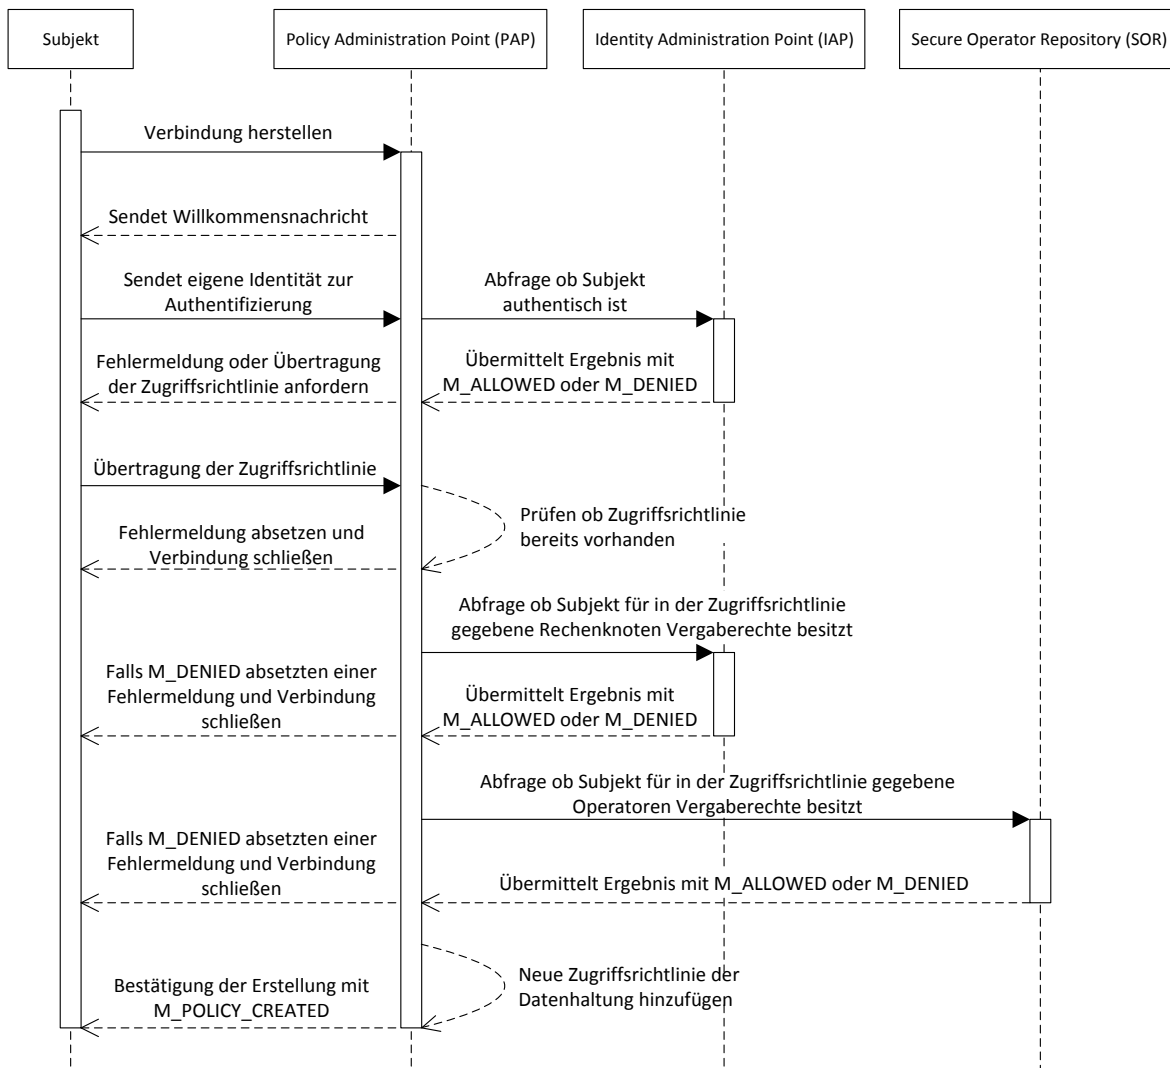 Subjekt
Policy Administration Point (PAP)
Identity Administration Point (IAP)
Secure Operator Repository (SOR)
Verbindung herstellen
Sendet Willkommensnachricht
Sendet eigene Identität zur
Authentifizierung
Abfrage ob Subjekt
authentisch ist
Fehlermeldung oder Übertragung
der Zugriffsrichtlinie anfordern
Übermittelt Ergebnis mit
M_ALLOWED oder M_DENIED
Übertragung der Zugriffsrichtlinie
Prüfen ob Zugriffsrichtlinie
bereits vorhanden
Fehlermeldung absetzen und
Verbindung schließen
Abfrage ob Subjekt für in der Zugriffsrichtlinie
gegebene Rechenknoten Vergaberechte besitzt
Falls M_DENIED absetzten einer
Fehlermeldung und Verbindung
schließen
Übermittelt Ergebnis mit
M_ALLOWED oder M_DENIED
Abfrage ob Subjekt für in der Zugriffsrichtlinie gegebene
Operatoren Vergaberechte besitzt
Falls M_DENIED absetzten einer
Fehlermeldung und Verbindung
schließen
Übermittelt Ergebnis mit M_ALLOWED oder M_DENIED
Neue Zugriffsrichtlinie der
Datenhaltung hinzufügen
Bestätigung der Erstellung mit
M_POLICY_CREATED